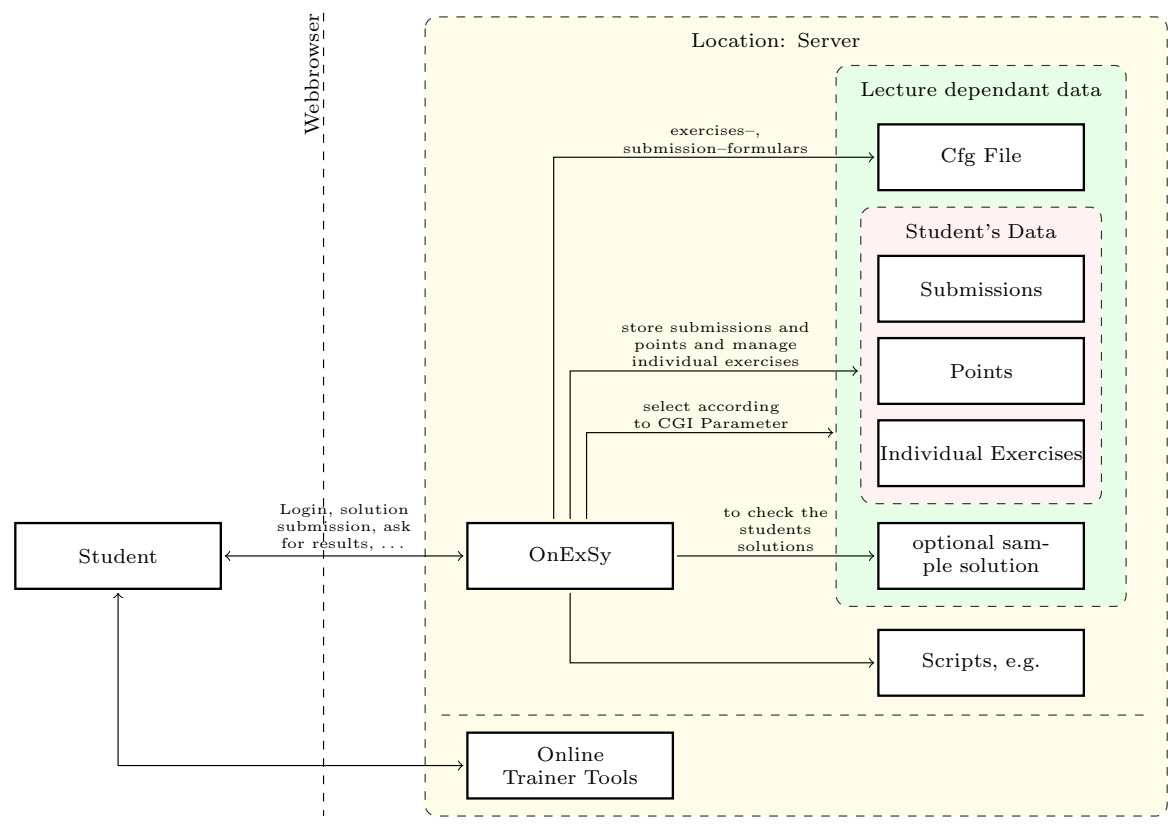 Webbrowser
Location: Server
Lecture dependant data
exercises–,
submission–formulars
Cfg File
Student's Data
Submissions
store submissions and
points and manage
individual exercises
Points
select according
to CGI Parameter
Individual Exercises
Login, solution
submission, ask
for results, ...
to check the
students
solutions
Student
OnExSy
optional sam-
ple solution
Scripts, e.g.
Online
Trainer Tools